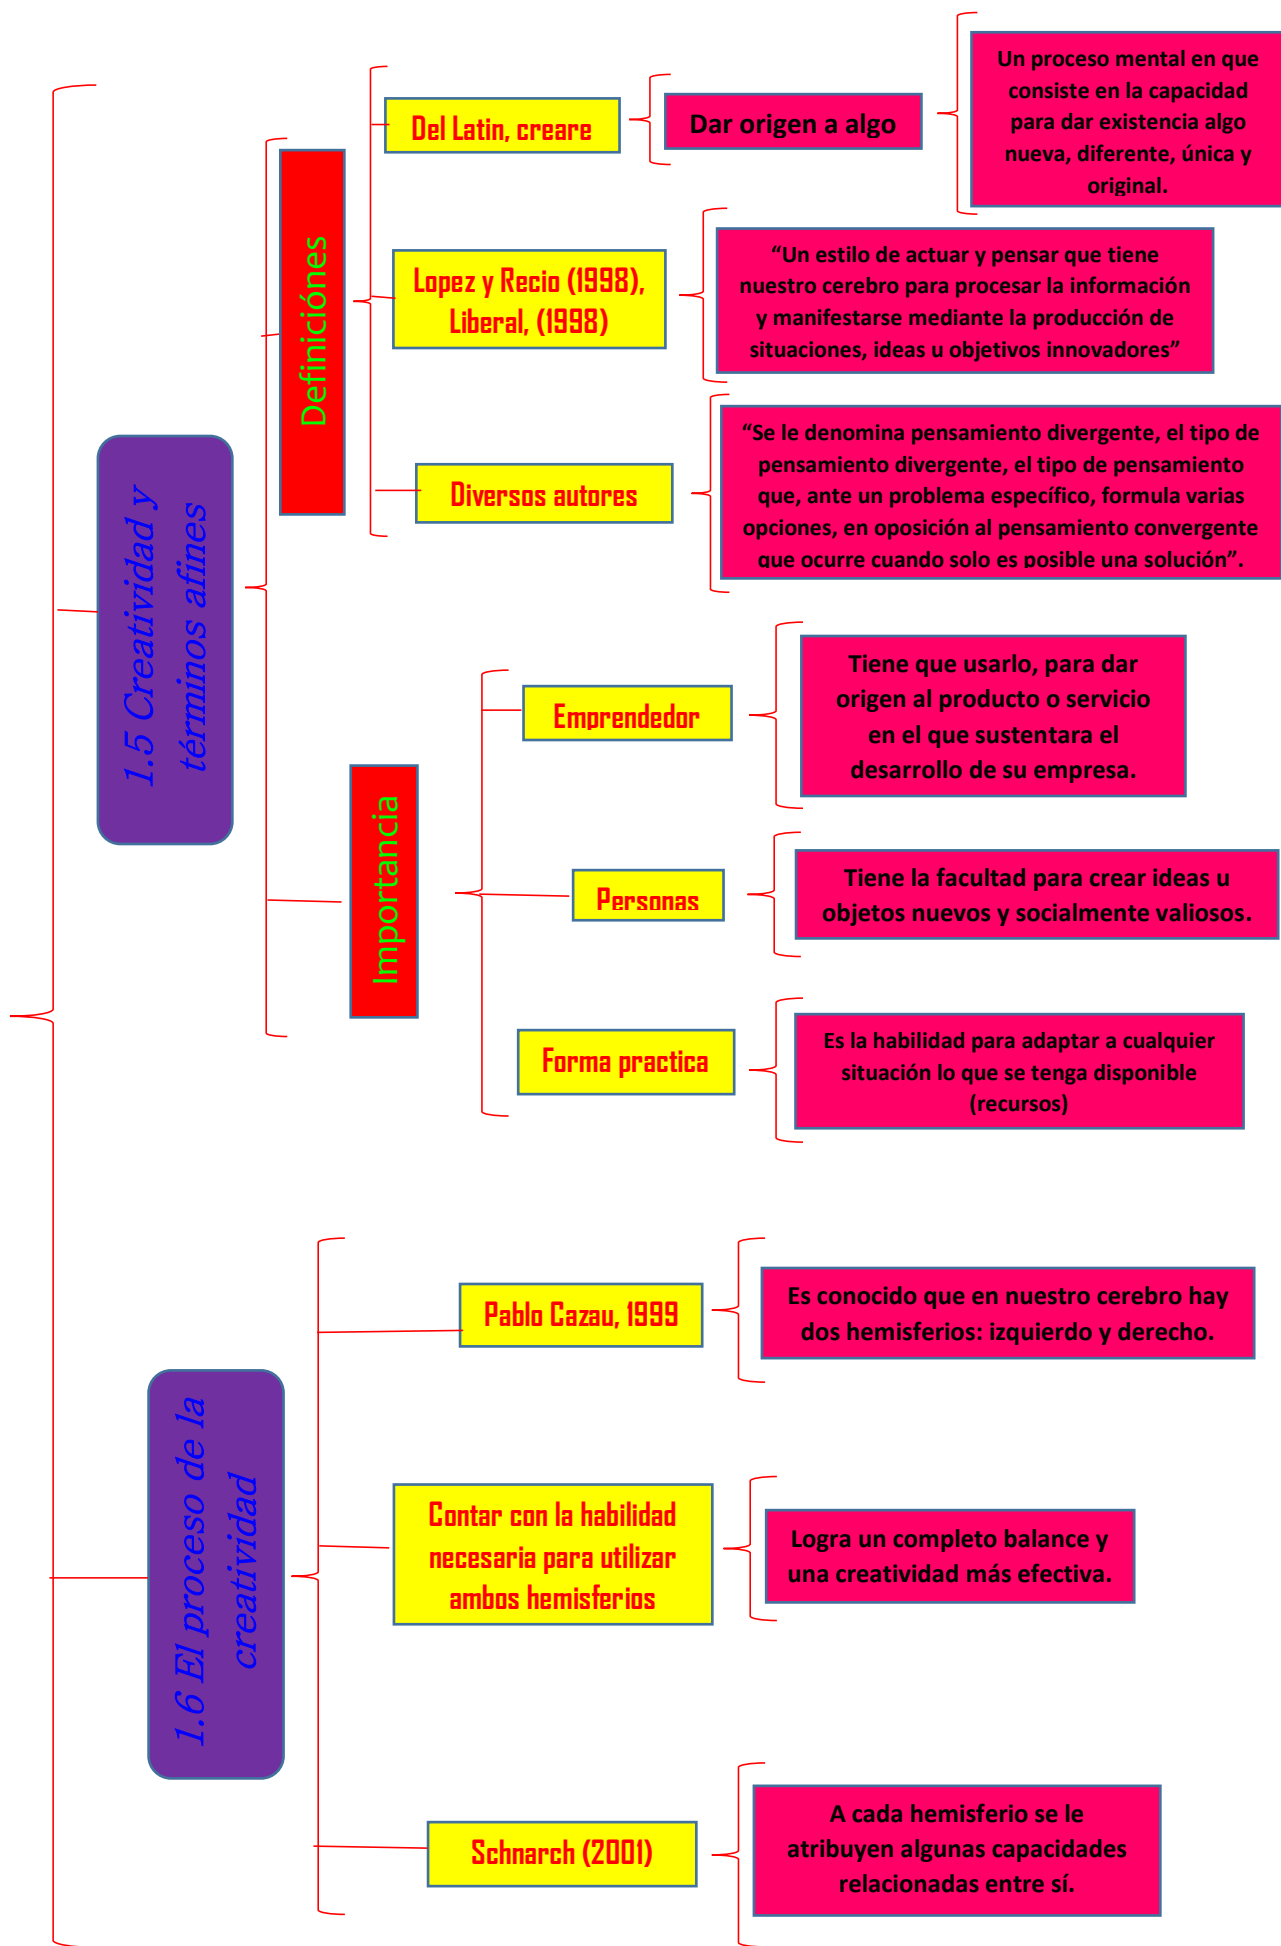 1.5 Creatividad y
términos afines
Definiciónes
Del Latin, creare
Dar origen a algo
Un proceso mental en que
consiste en la capacidad
para dar existencia algo
nueva, diferente, única y
original.
Lopez y Recio (1998),
Liberal, (1998)
“Un estilo de actuar y pensar que tiene
nuestro cerebro para procesar la información
y manifestarse mediante la producción de
situaciones, ideas u objetivos innovadores”
Diversos autores
“Se le denomina pensamiento divergente, el tipo de
pensamiento divergente, el tipo de pensamiento
que, ante un problema específico, formula varias
opciones, en oposición al pensamiento convergente
que ocurre cuando solo es posible una solución”.
Importancia
Emprendedor
Tiene que usarlo, para dar
origen al producto o servicio
en el que sustentara el
desarrollo de su empresa.
Personas
Tiene la facultad para crear ideas u
objetos nuevos y socialmente valiosos.
Forma practica
Es la habilidad para adaptar a cualquier
situación lo que se tenga disponible
(recursos)
1.6 El proceso de la
creatividad
Pablo Cazau, 1999
Es conocido que en nuestro cerebro hay
dos hemisferios: izquierdo y derecho.
Contar con la habilidad
necesaria para utilizar
ambos hemisferios
Logra un completo balance y
una creatividad más efectiva.
Schnarch (2001)
A cada hemisferio se le
atribuyen algunas capacidades
relacionadas entre sí.